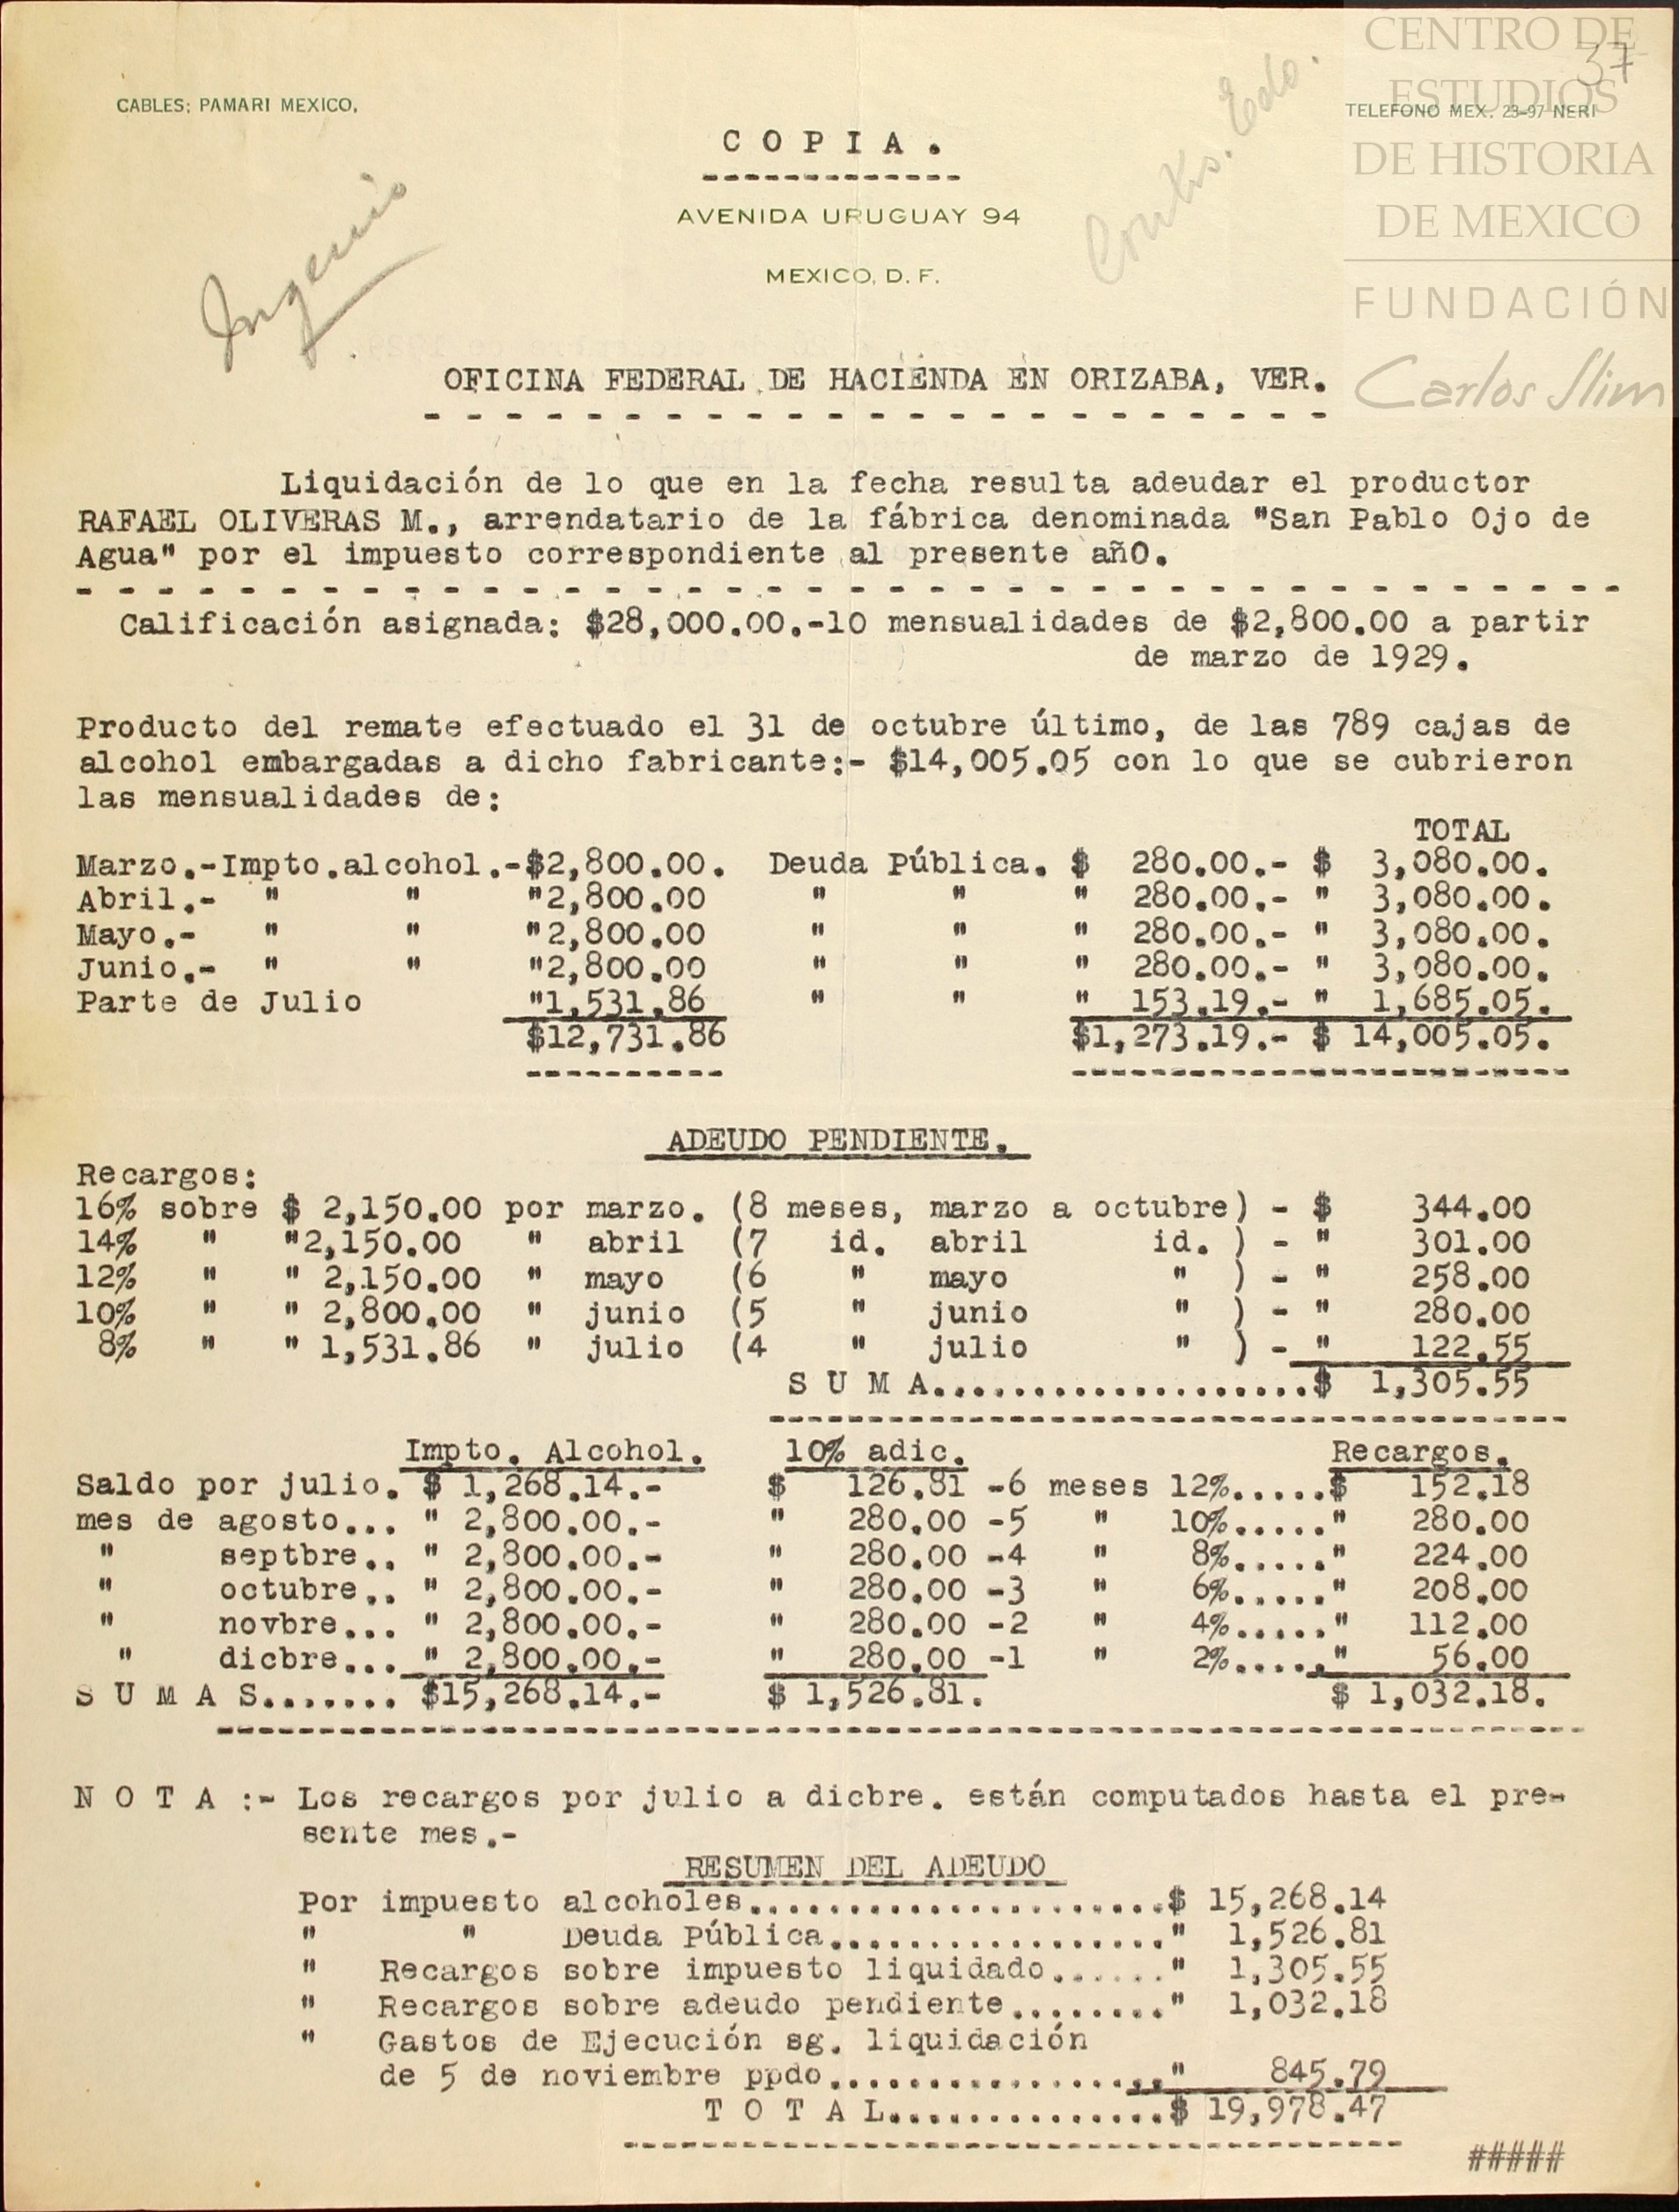 CENTRO DE
ESTUDIOS
DE HISTORIA
DE MEXICO
FUNDACIÓN
Carlos Slim
37
CABLES; PAMARI MEXICO,
TELEFONO MEX. 23-97 NERI
COPIA.
AVENIDA URUGUAY 94
MEXICO, D. F.
Ingenio
Contrs. Edo.
OFICINA FEDERAL DE HACIENDA EN ORIZABA, VER.
Liquidación de lo que en la fecha resulta adeudar el productor
RAFAEL OLIVERAS M., arrendatario de la fábrica denominada "San Pablo Ojo de
Agua" por el impuesto correspondiente al presente añO.
Calificación asignada: $28,000.00.-10 mensualidades de $2,800.00 a partir
de marzo de 1929.
Producto del remate efectuado el 31 de octubre último, de las 789 cajas de
alcohol embargadas a dicho fabricante:- $14,005.05 con lo que se cubrieron
las mensualidades de:
TOTAL
Marzo.-Impto.alcohol.-$2,800.00. Deuda Pública. $ 280.00.- $ 3,080.00.
Abril.- " " "2,800.00 " " " 280.00.- " 3,080.00.
Mayo.- " " "2,800.00 " " " 280.00.- " 3,080.00.
Junio.- " " "2,800.00 " " " 280.00.- " 3,080.00.
Parte de Julio "1,531.86 " " " 153.19.- " 1,685.05.
$12,731.86 $1,273.19.- $ 14,005.05.
ADEUDO PENDIENTE.
Recargos:
16% sobre $ 2,150.00 por marzo. (8 meses, marzo a octubre) - $ 344.00
14% " "2,150.00 " abril (7 id. abril id. ) - " 301.00
12% " " 2,150.00 " mayo (6 " mayo " ) - " 258.00
10% " " 2,800.00 " junio (5 " junio " ) - " 280.00
8% " " 1,531.86 " julio (4 " julio " ) - " 122.55
S U M A...................$ 1,305.55
Impto. Alcohol. 10% adic. Recargos.
Saldo por julio. $ 1,268.14.- $ 126.81 -6 meses 12%.....$ 152.18
mes de agosto... " 2,800.00.- " 280.00 -5 " 10%....." 280.00
" septbre.. " 2,800.00.- " 280.00 -4 " 8%....." 224.00
" octubre.. " 2,800.00.- " 280.00 -3 " 6%....." 208.00
" novbre... " 2,800.00.- " 280.00 -2 " 4%....." 112.00
" dicbre... " 2,800.00.- " 280.00 -1 " 2%....." 56.00
S U M A S....... $15,268.14.- $ 1,526.81. $ 1,032.18.
N O T A :- Los recargos por julio a dicbre. están computados hasta el pre-
sente mes.-
RESUMEN DEL ADEUDO
Por impuesto alcoholes.....................$ 15,268.14
" " Deuda Pública................." 1,526.81
" Recargos sobre impuesto liquidado......" 1,305.55
" Recargos sobre adeudo pendiente........" 1,032.18
" Gastos de Ejecución sg. liquidación
de 5 de noviembre ppdo................." 845.79
T O T A L..............$ 19,978.47
#####